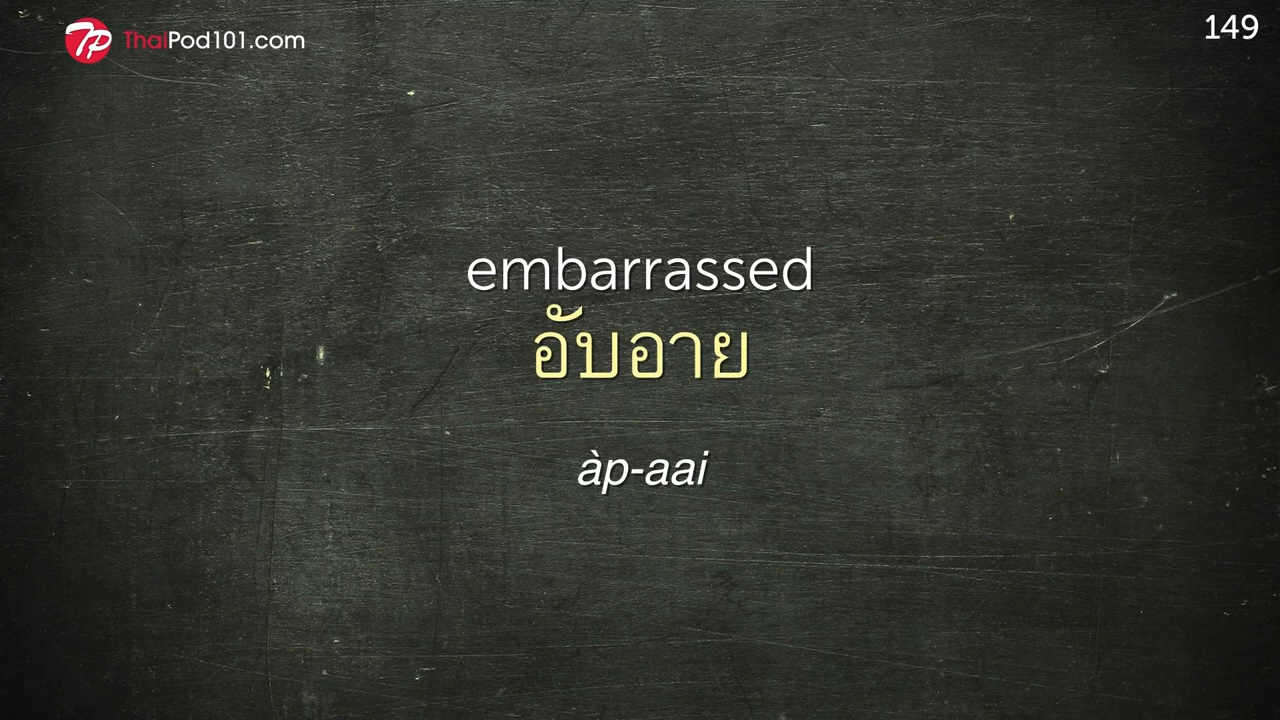 ThaiPod101.com
149
embarrassed
อับอาย
àp-aai